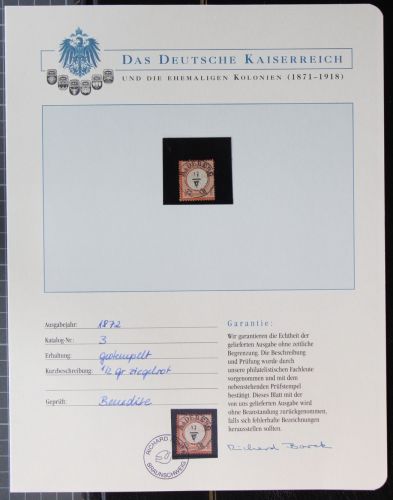 DAS DEUTSCHE KAISERREICH
UND DIE EHEMALIGEN KOLONIEN (1871-1918)
RADEBERG
Ausgabejahr: 1872
Katalog-Nr.: 3
Erhaltung: gestempelt
Kurzbeschreibung: 1/2 gr ziegelrot
Geprüft:
Garantie:
Wir garantieren die Echtheit der
gelieferten Ausgabe ohne zeitliche
Begrenzung. Die Beschreibung
und Prüfung wurde durch
unsere philatelistischen Fachleute
vorgenommen und mit dem
nebenstehenden Prüfstempel
bestätigt. Dieses Blatt mit der
von uns gelieferten Ausgabe wird
ohne Beanstandung zurückgenommen,
falls sich fehlerhafte Bezeichnungen
herausstellen sollten.
Richard Borek
RICHARD
BRAUNSCHWEIG